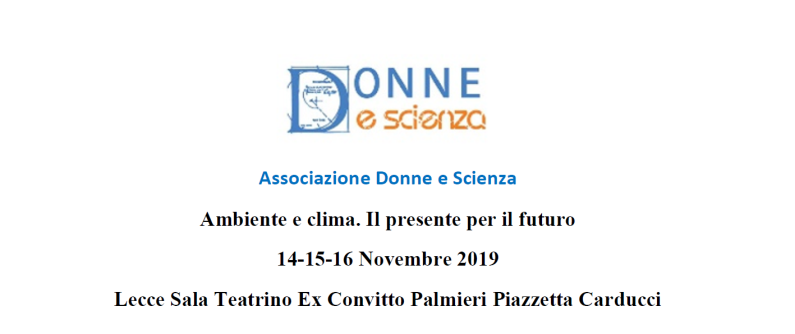 DONNE
e scienza
Associazione Donne e Scienza
Ambiente e clima. Il presente per il futuro
14-15-16 Novembre 2019
Lecce Sala Teatrino Ex Convitto Palmieri Piazzetta Carducci